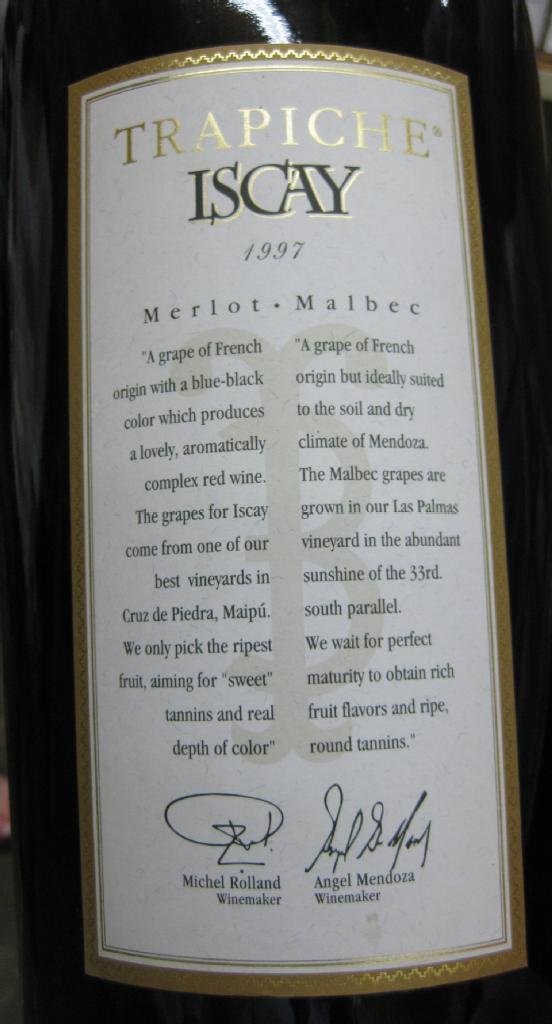 TRAPICHE®
ISCAY
1997
Merlot · Malbec
"A grape of French
origin with a blue-black
color which produces
a lovely, aromatically
complex red wine.
The grapes for Iscay
come from one of our
best vineyards in
Cruz de Piedra, Maipú.
We only pick the ripest
fruit, aiming for "sweet"
tannins and real
depth of color"
"A grape of French
origin but ideally suited
to the soil and dry
climate of Mendoza.
The Malbec grapes are
grown in our Las Palmas
vineyard in the abundant
sunshine of the 33rd.
south parallel.
We wait for perfect
maturity to obtain rich
fruit flavors and ripe,
round tannins."
Michel Rolland
Winemaker
Angel Mendoza
Winemaker